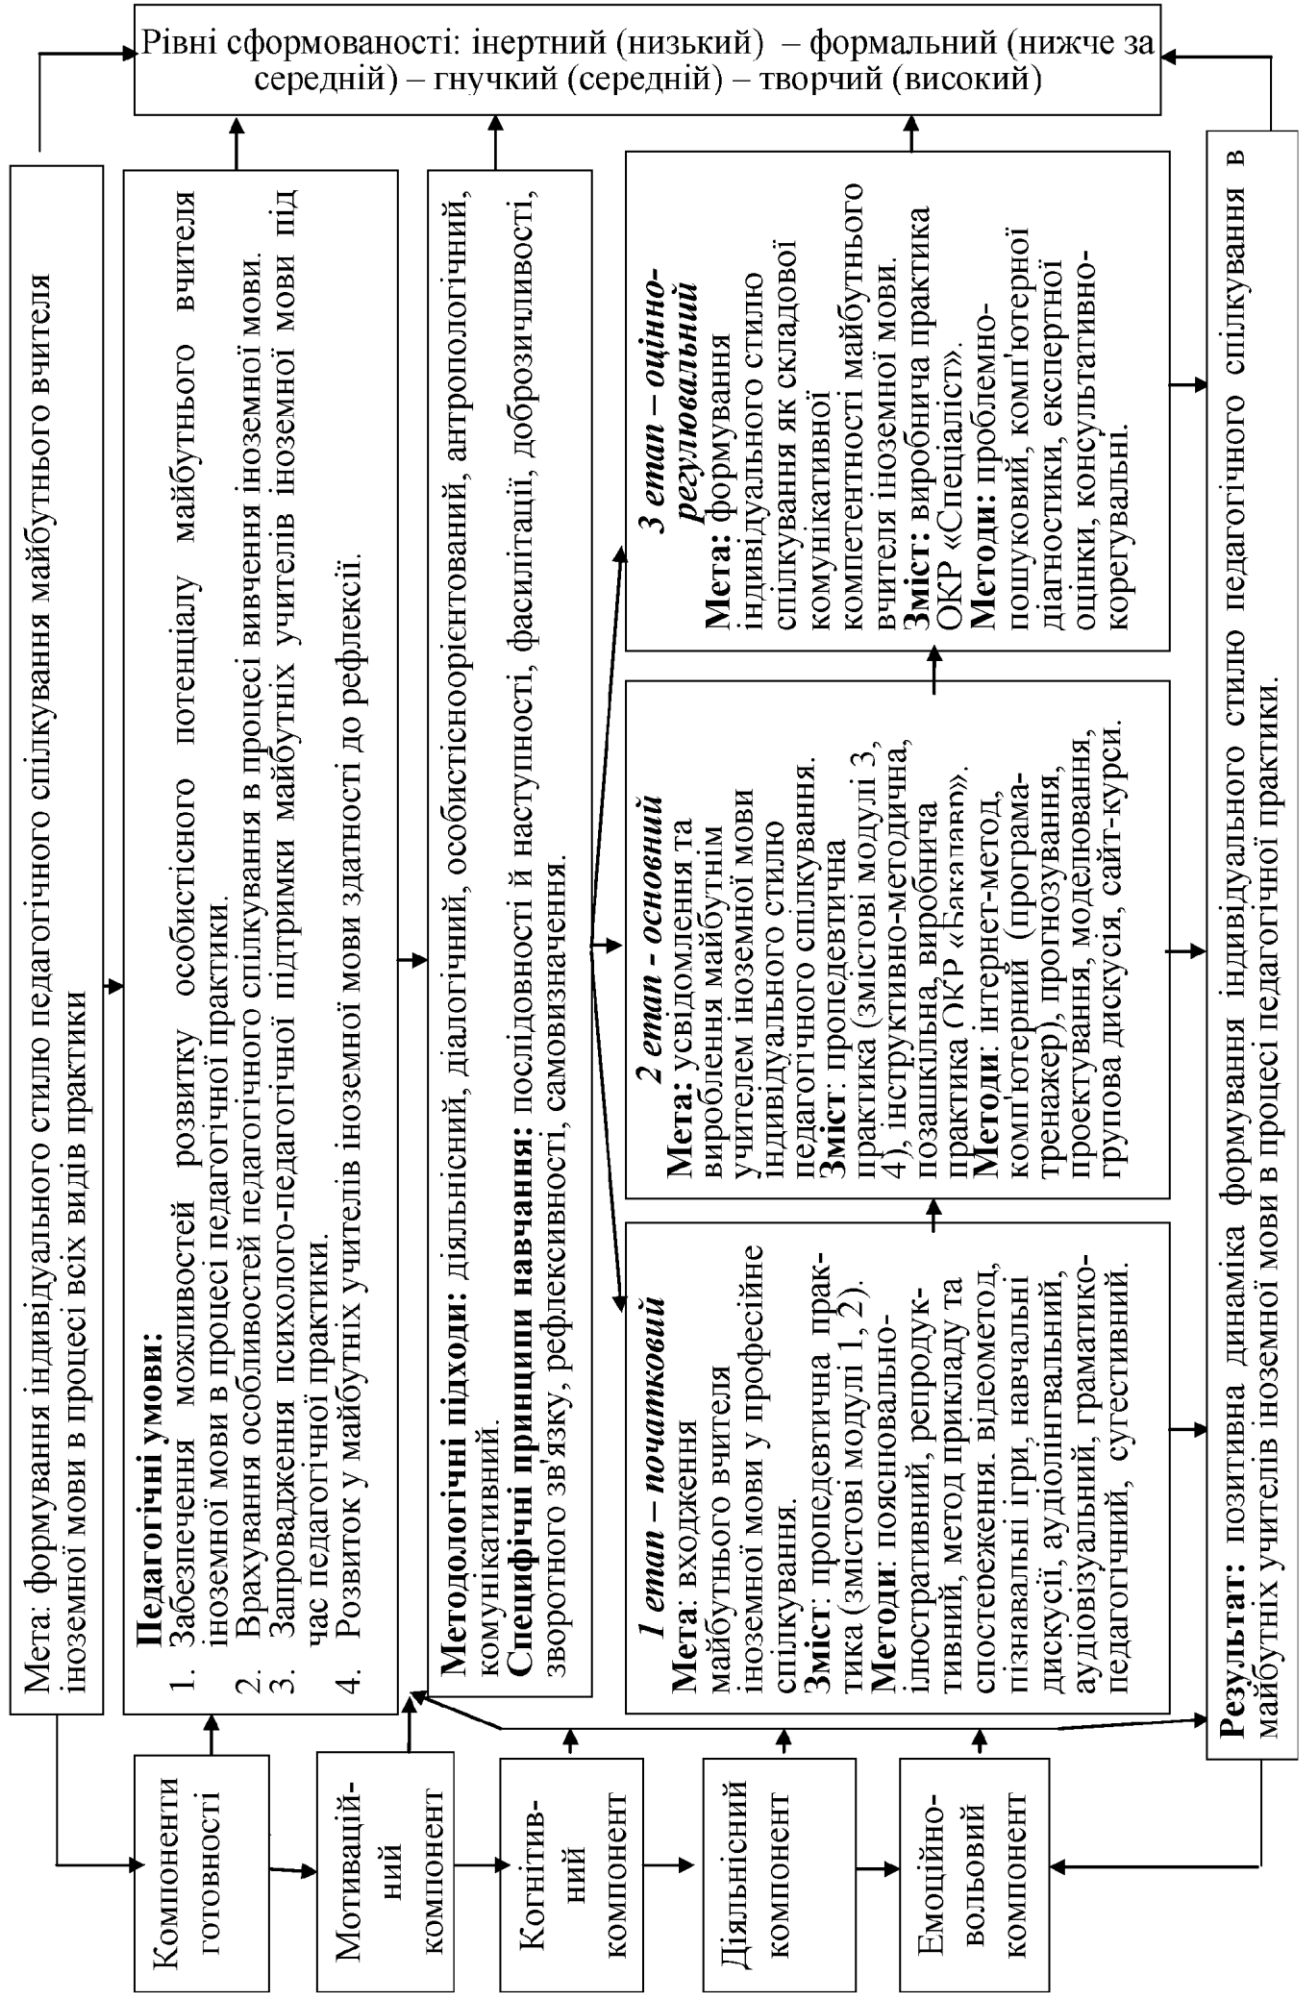 Мета: формування індивідуального стилю педагогічного спілкування майбутнього вчителя
іноземної мови в процесі всіх видів практики
Рівні сформованості: інертний (низький) – формальний (нижче за
середній) – гнучкий (середній) – творчий (високий)
Компоненти
готовності
Мотивацій-
ний
компонент
Когнітив-
ний
компонент
Діяльнісний
компонент
Емоційно-
вольовий
компонент
Педагогічні умови:
1. Забезпечення можливостей розвитку особистісного потенціалу майбутнього вчителя
іноземної мови в процесі педагогічної практики.
2. Врахування особливостей педагогічного спілкування в процесі вивчення іноземної мови.
3. Запровадження психолого-педагогічної підтримки майбутніх учителів іноземної мови під
час педагогічної практики.
4. Розвиток у майбутніх учителів іноземної мови здатності до рефлексії.
Методологічні підходи: діяльнісний, діалогічний, особистісноорієнтований, антропологічний,
комунікативний.
Специфічні принципи навчання: послідовності й наступності, фасилітації, доброзичливості,
зворотного зв'язку, рефлексивності, самовизначення.
1 етап – початковий
Мета: входження
майбутнього вчителя
іноземної мови у професійне
спілкування.
Зміст: пропедевтична прак-
тика (змістові модулі 1, 2).
Методи: пояснювально-
ілюстративний, репродук-
тивний, метод прикладу та
спостереження. відеометод,
пізнавальні ігри, навчальні
дискусії, аудіолінгвальний,
аудіовізуальний, граматико-
педагогічний, сугестивний.
2 етап - основний
Мета: усвідомлення та
вироблення майбутнім
учителем іноземної мови
індивідуального стилю
педагогічного спілкування.
Зміст: пропедевтична
практика (змістові модулі 3,
4), інструктивно-методична,
позашкільна, виробнича
практика ОКР «Бакалавр».
Методи: інтернет-метод,
комп'ютерний (програма-
тренажер), прогнозування,
проектування, моделювання,
групова дискусія, сайт-курси.
3 етап – оцінно-
регулювальний
Мета: формування
індивідуального стилю
спілкування як складової
комунікативної
компетентності майбутнього
вчителя іноземної мови.
Зміст: виробнича практика
ОКР «Спеціаліст».
Методи: проблемно-
пошуковий, комп'ютерної
діагностики, експертної
оцінки, консультативно-
корегувальні.
Результат: позитивна динаміка формування індивідуального стилю педагогічного спілкування в
майбутніх учителів іноземної мови в процесі педагогічної практики.